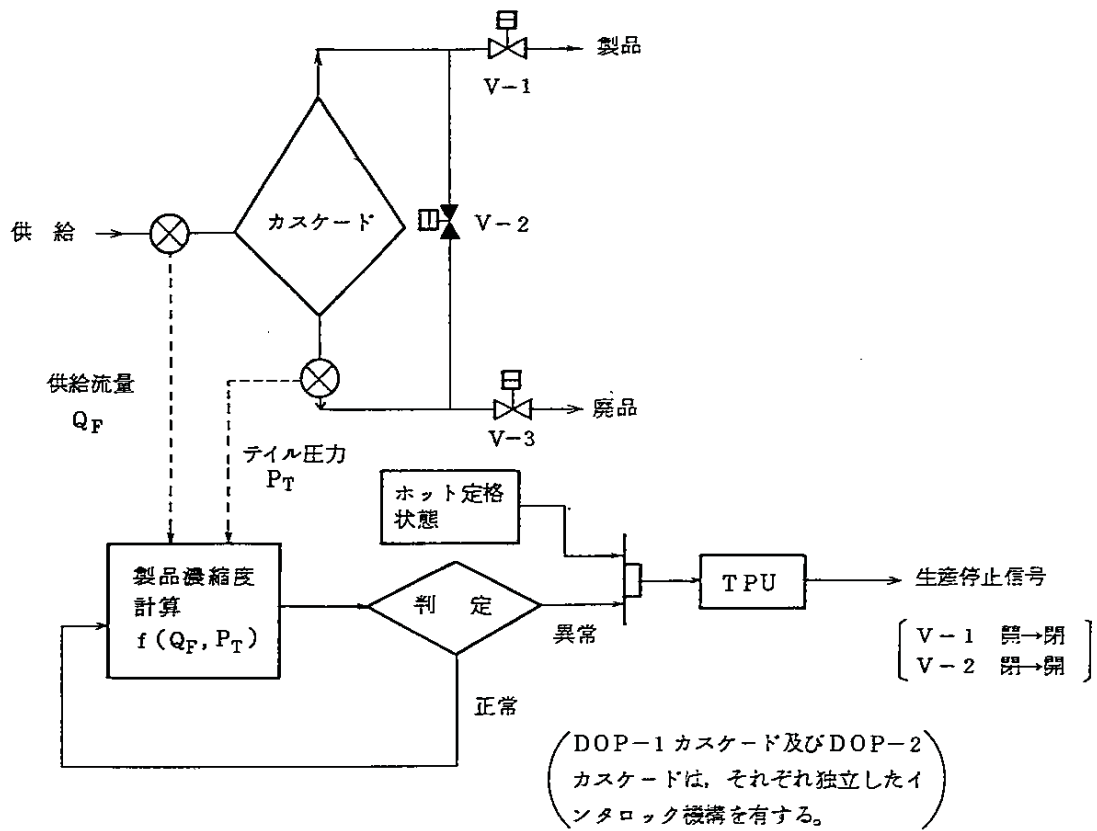 製品
V-1
カスケード
供 給
V-2
供給流量
QF
廃品
V-3
テイル圧力
PT
ホット定格
状態
製品濃縮度
計算
f(QF, PT)
判 定
TPU
生産停止信号
異常
V-1 開→閉
V-2 閉→開
正常
DOP-1カスケード及びDOP-2
カスケードは，それぞれ独立したイ
ンタロック機構を有する。